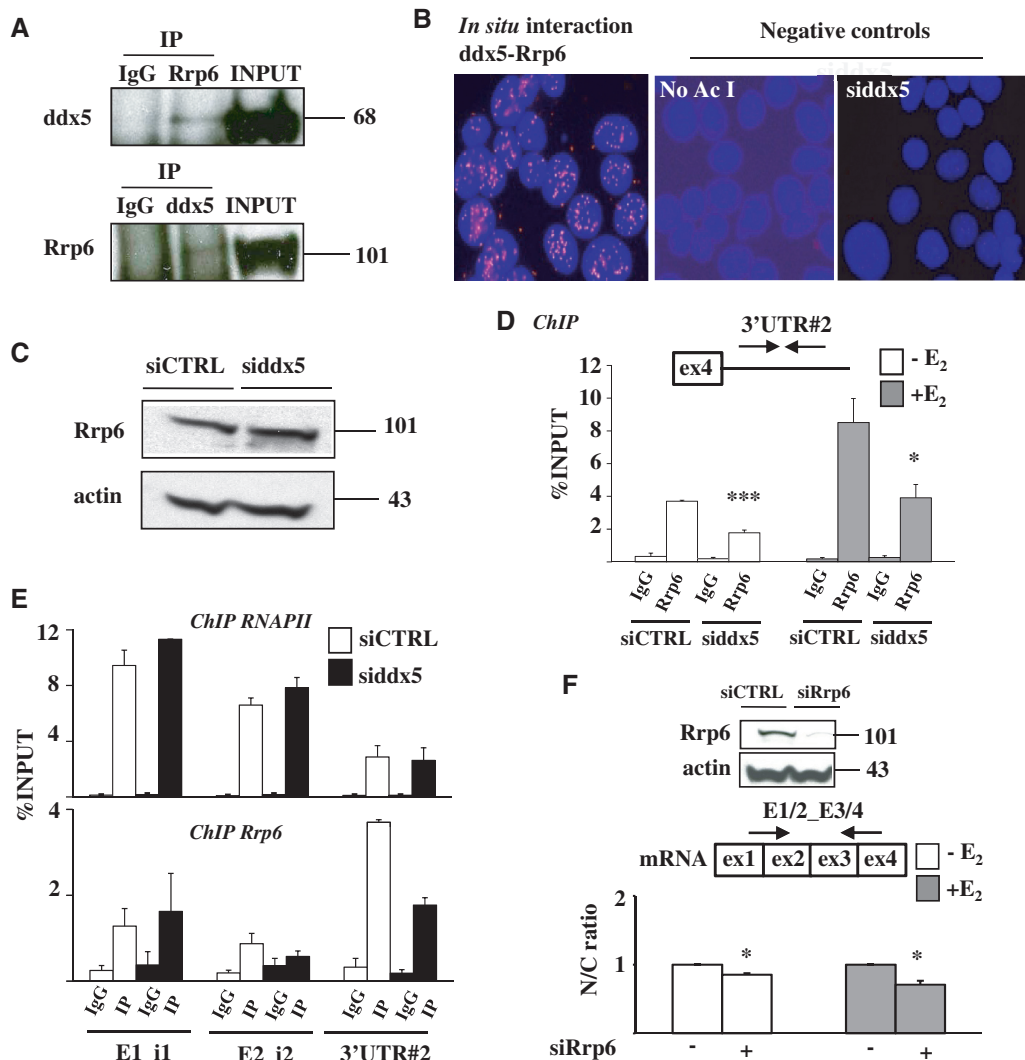 A
IP
IgG Rrp6 INPUT
ddx5
68
IP
IgG ddx5 INPUT
Rrp6
101
B
In situ interaction
ddx5-Rrp6
Negative controls
siddx5
No Ac I
siddx5
C
siCTRL siddx5
Rrp6
101
actin
43
D ChIP
3'UTR#2
ex4
- E2
+E2
%INPUT
12
10
8
6
4
2
***
*
IgG Rrp6 IgG Rrp6 IgG Rrp6 IgG Rrp6
siCTRL siddx5 siCTRL siddx5
E
ChIP RNAPII
siCTRL
siddx5
%INPUT
12
8
4
ChIP Rrp6
4
2
IgG IP IgG IP IgG IP IgG IP IgG IP IgG IP
E1_i1 E2_i2 3'UTR#2
F
siCTRL siRrp6
Rrp6
101
actin
43
E1/2_E3/4
mRNA ex1 ex2 ex3 ex4
- E2
+E2
N/C ratio
2
1
* *
siRrp6 - + - +